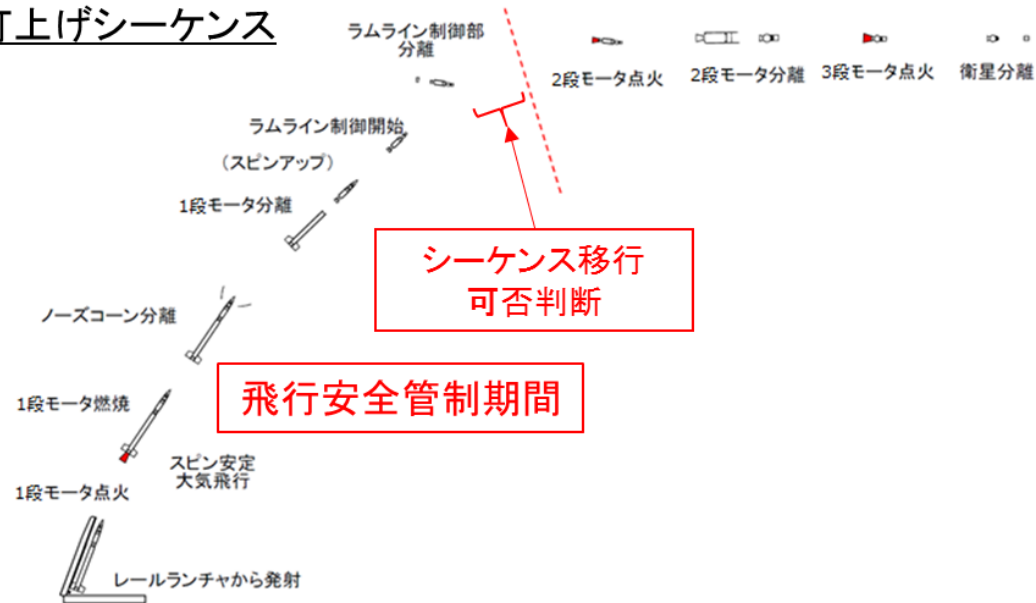 打上げシーケンス
ラムライン制御部
分離
2段モータ点火
2段モータ分離
3段モータ点火
衛星分離
ラムライン制御開始
（スピンアップ）
1段モータ分離
シーケンス移行
可否判断
ノーズコーン分離
飛行安全管制期間
1段モータ燃焼
スピン安定
大気飛行
1段モータ点火
レールランチャから発射